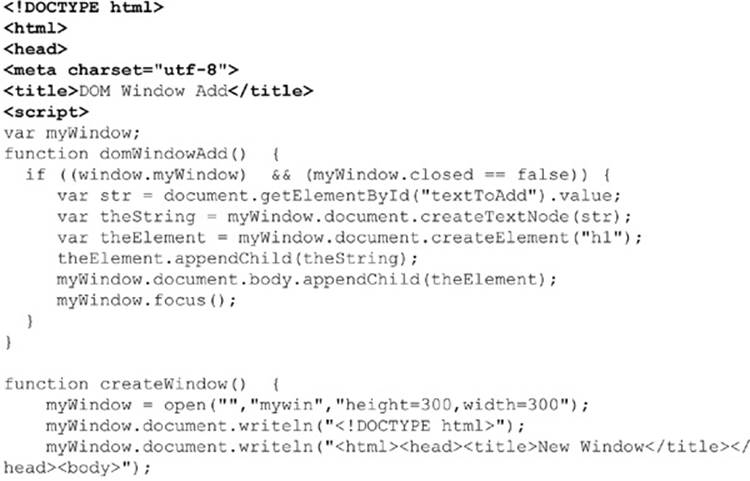 <!DOCTYPE html>
<html>
<head>
<meta charset="utf-8">
<title>DOM Window Add</title>
<script>
var myWindow;
function domWindowAdd()  {
  if ((window.myWindow)  && (myWindow.closed == false)) {
     var str = document.getElementById("textToAdd").value;
     var theString = myWindow.document.createTextNode(str);
     var theElement = myWindow.document.createElement("h1");
     theElement.appendChild(theString);
     myWindow.document.body.appendChild(theElement);
     myWindow.focus();
  }
}

function createWindow()  {
    myWindow = open("","mywin","height=300,width=300");
    myWindow.document.writeln("<!DOCTYPE html>");
    myWindow.document.writeln("<html><head><title>New Window</title></
head><body>");